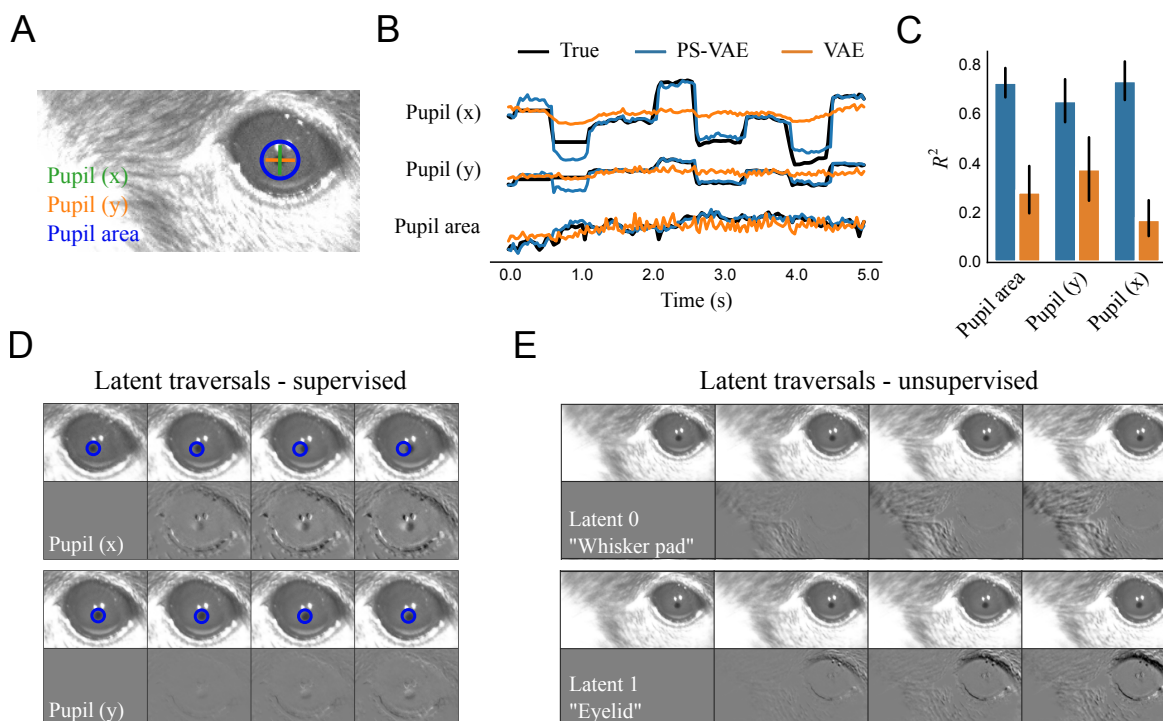 A
Pupil (x)
Pupil (y)
Pupil area
B
True
PS-VAE
VAE
Pupil (x)
Pupil (y)
Pupil area
0.0
1.0
2.0
3.0
4.0
5.0
Time (s)
C
R²
0.8
0.6
0.4
0.2
0.0
Pupil area
Pupil (y)
Pupil (x)
D
Latent traversals - supervised
Pupil (x)
Pupil (y)
E
Latent traversals - unsupervised
Latent 0
"Whisker pad"
Latent 1
"Eyelid"